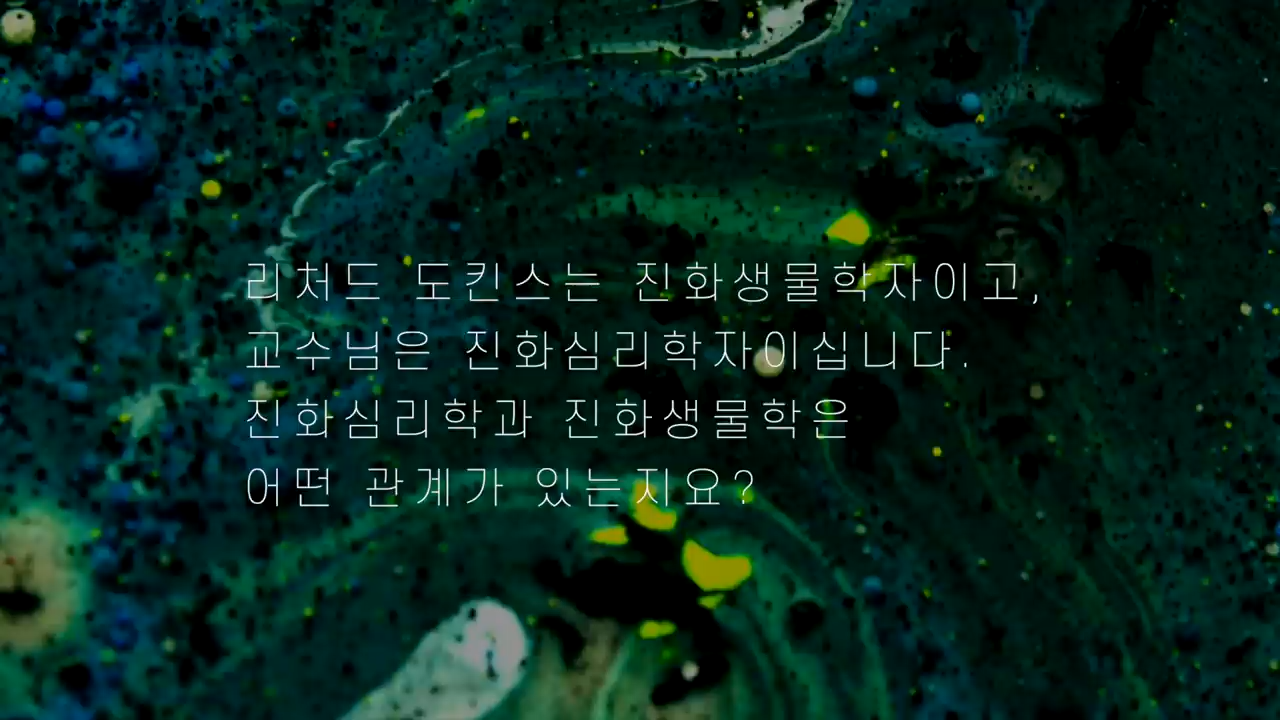 리처드 도킨스는 진화생물학자이고,
교수님은 진화심리학자이십니다.
진화심리학과 진화생물학은
어떤 관계가 있는지요?